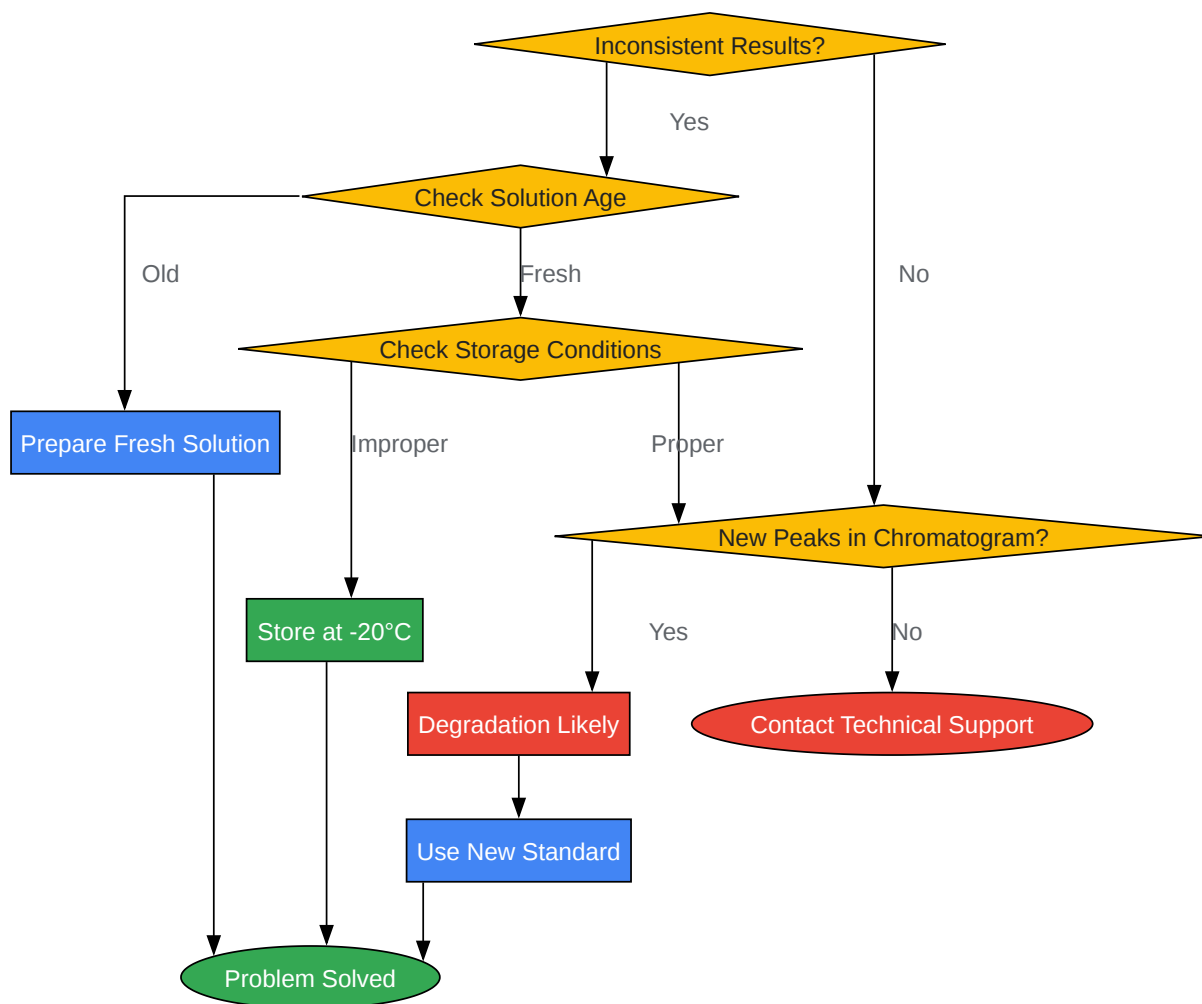 Inconsistent Results?
Yes
Check Solution Age
Old
Fresh
No
Check Storage Conditions
Prepare Fresh Solution
Improper
Proper
New Peaks in Chromatogram?
Store at -20°C
Yes
No
Degradation Likely
Contact Technical Support
Use New Standard
Problem Solved